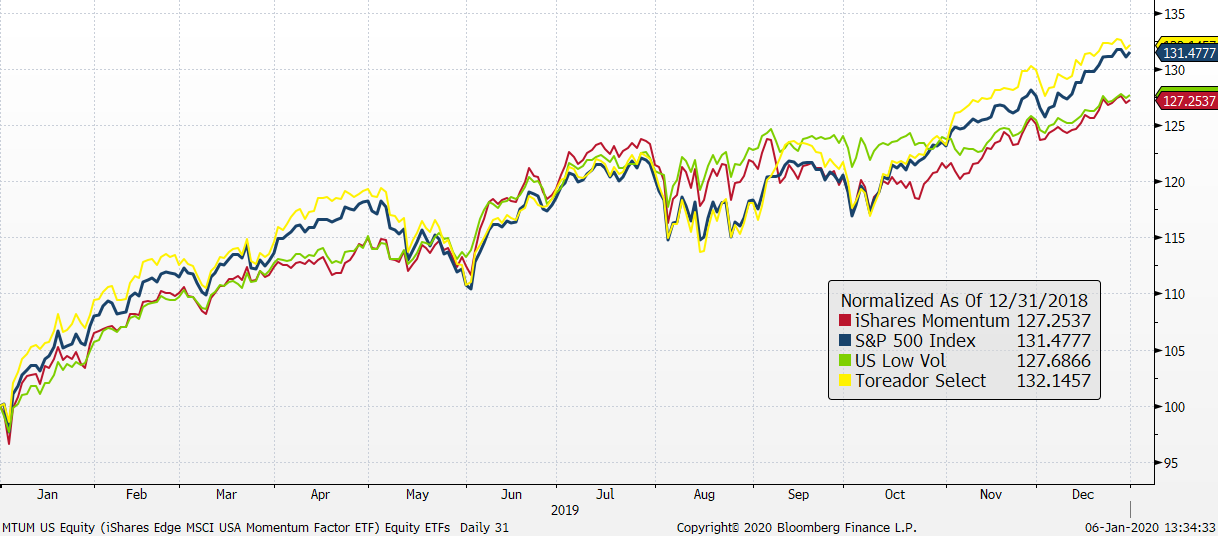 135
131.4777
130
127.2537
125
120
115
110
105
100
95
Normalized As Of 12/31/2018
iShares Momentum 127.2537
S&P 500 Index 131.4777
US Low Vol 127.6866
Toreador Select 132.1457
Jan Feb Mar Apr May Jun Jul Aug Sep Oct Nov Dec
2019
MTUM US Equity (iShares Edge MSCI USA Momentum Factor ETF) Equity ETFs Daily 31 Copyright© 2020 Bloomberg Finance L.P. 06-Jan-2020 13:34:33